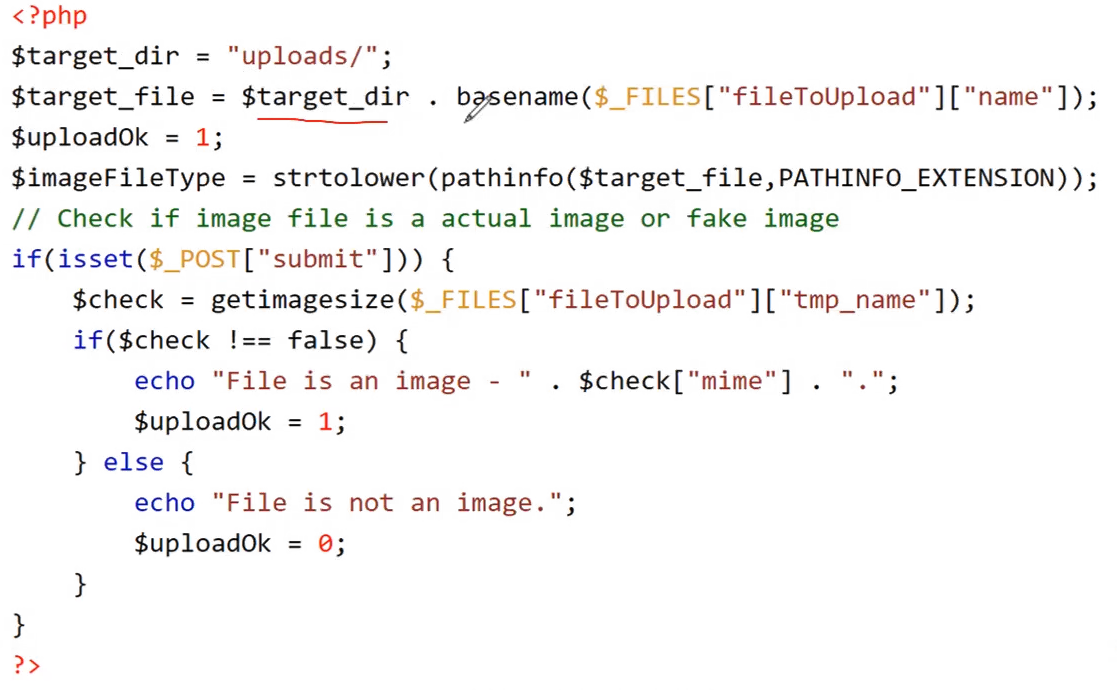 <?php
$target_dir = "uploads/";
$target_file = $target_dir . basename($_FILES["fileToUpload"]["name"]);
$uploadOk = 1;
$imageFileType = strtolower(pathinfo($target_file,PATHINFO_EXTENSION));
// Check if image file is a actual image or fake image
if(isset($_POST["submit"])) {
    $check = getimagesize($_FILES["fileToUpload"]["tmp_name"]);
    if($check !== false) {
        echo "File is an image - " . $check["mime"] . ".";
        $uploadOk = 1;
    } else {
        echo "File is not an image.";
        $uploadOk = 0;
    }
}
?>